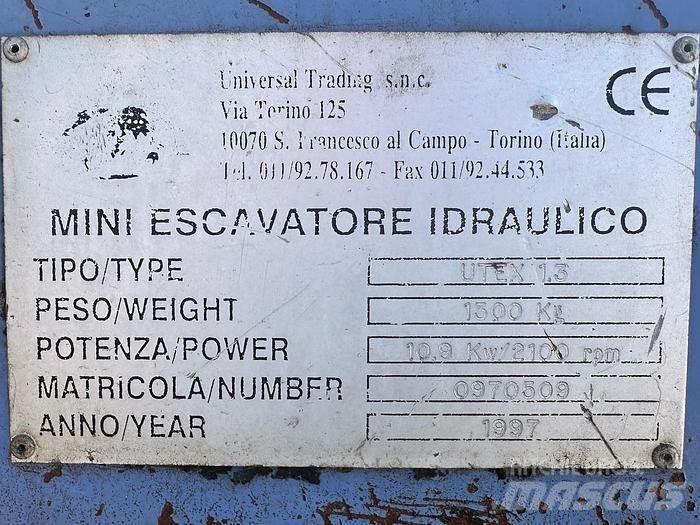 Universal Trading s.n.c.
Via Torino 125
10070 S. Francesco al Campo - Torino (Italia)
Tel. 011/92.78.167 - Fax 011/92.44.533
CE
MINI ESCAVATORE IDRAULICO
TIPO/TYPE UTEX 1.3
PESO/WEIGHT 1300 Kg
POTENZA/POWER 10.9 Kw/2100 rpm
MATRICOLA/NUMBER 0970509
ANNO/YEAR 1997
MASCUS